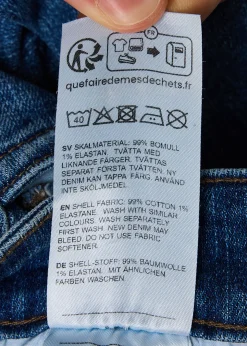 FR
quefairedemesdechets.fr
40
SV SKALMATERIAL: 99% BOMULL
1% ELASTAN. TVÄTTA MED
LIKNANDE FÄRGER. TVÄTTAS
SEPARAT FÖRSTA TVÄTTEN. NY
DENIM KAN TAPPA FÄRG. ANVÄND
INTE SKÖLJMEDEL.
EN SHELL FABRIC: 99% COTTON 1%
ELASTANE. WASH WITH SIMILAR
COLOURS. WASH SEPARATELY
FIRST WASH. NEW DENIM MAY
BLEED. DO NOT USE FABRIC
SOFTENER.
DE SHELL-STOFF: 99% BAUMWOLLE
1% ELASTAN. MIT ÄHNLICHEN
FARBEN WASCHEN.